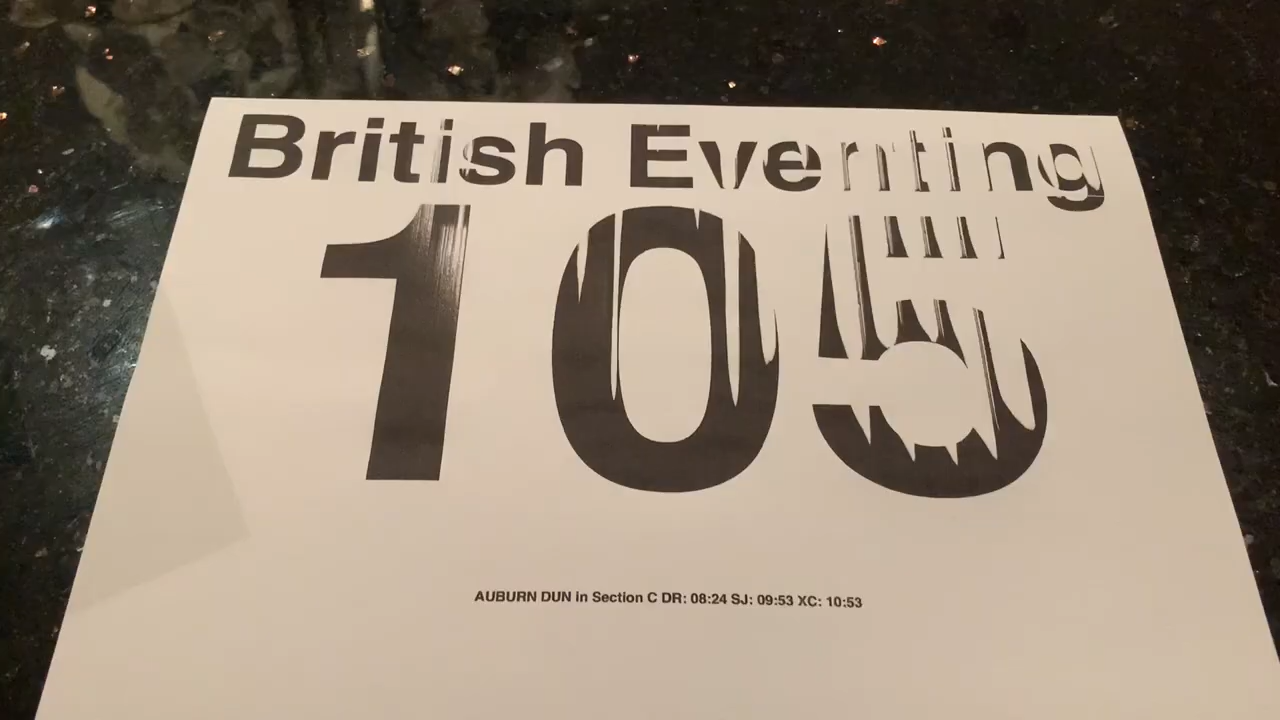 British Eventing
105
AUBURN DUN in Section C DR: 08:24 SJ: 09:53 XC: 10:53